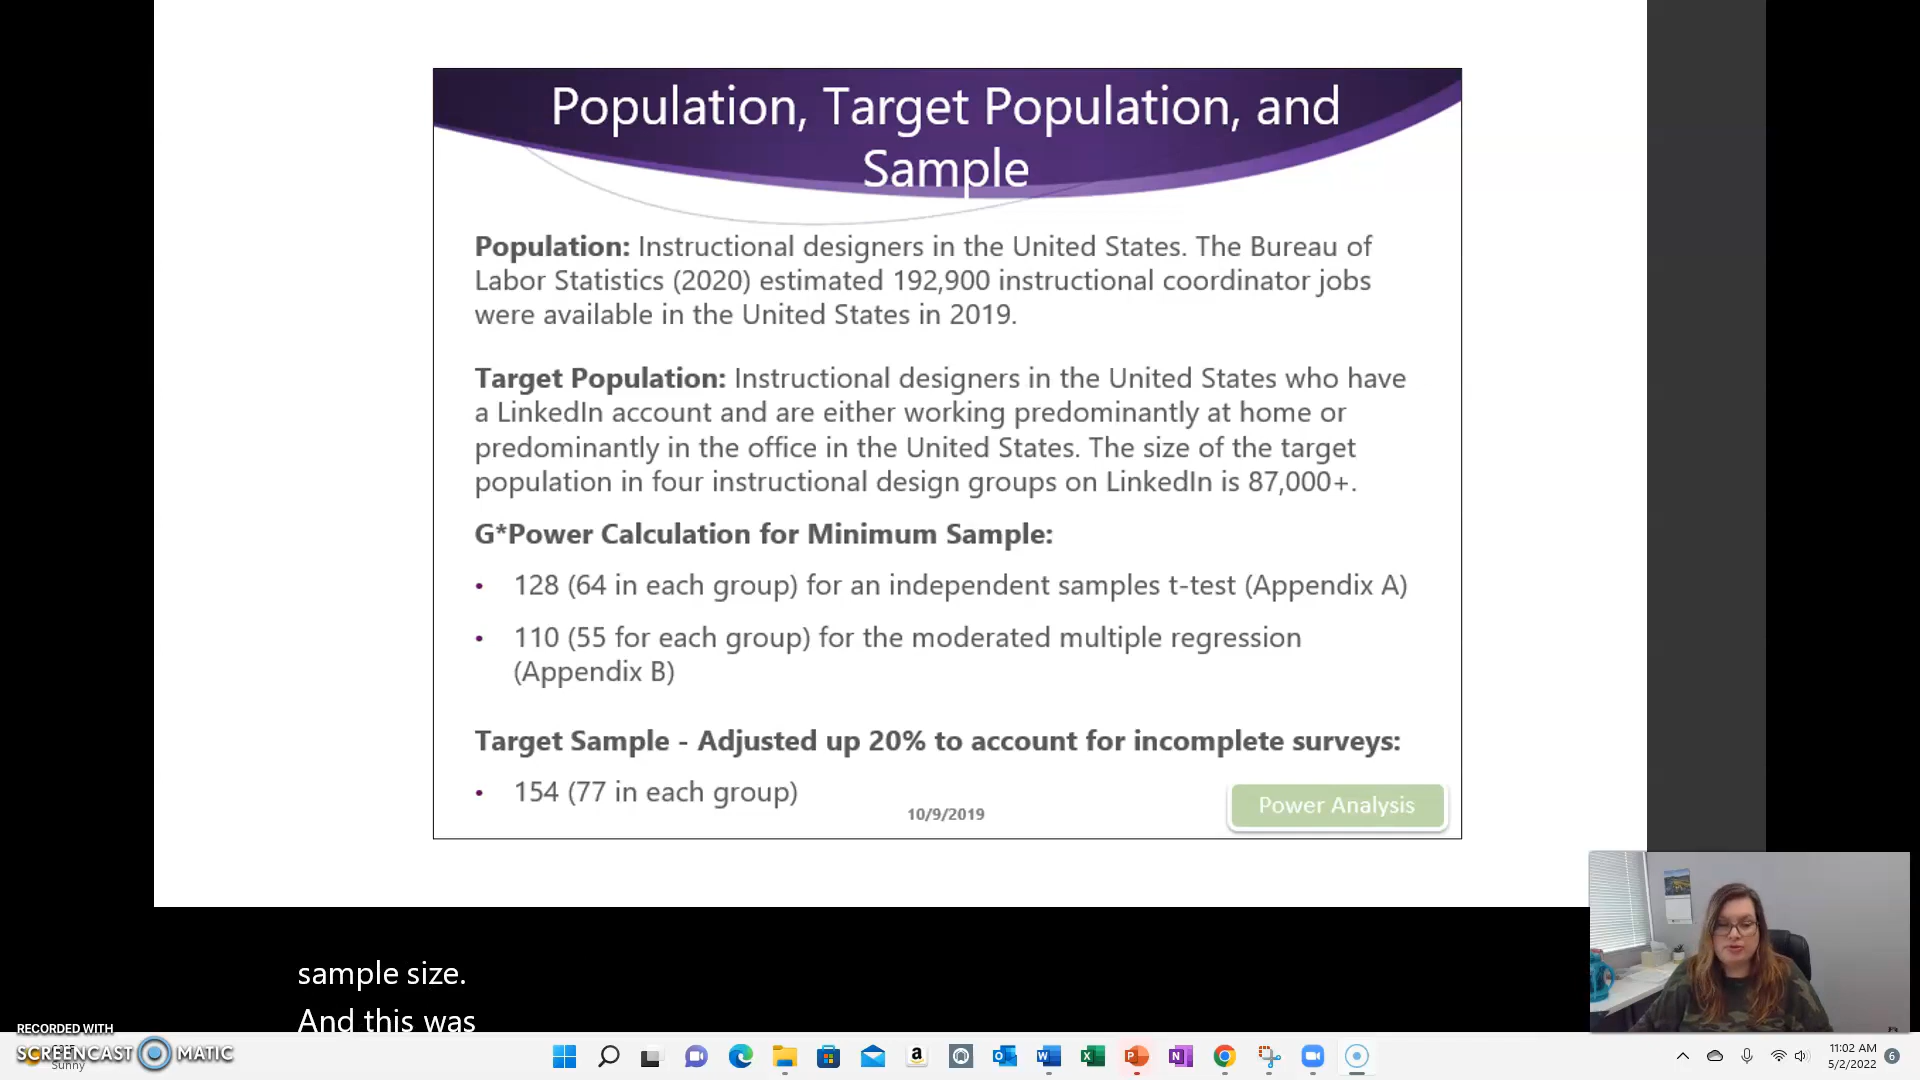 Population, Target Population, and
Sample
Population: Instructional designers in the United States. The Bureau of
Labor Statistics (2020) estimated 192,900 instructional coordinator jobs
were available in the United States in 2019.
Target Population: Instructional designers in the United States who have
a LinkedIn account and are either working predominantly at home or
predominantly in the office in the United States. The size of the target
population in four instructional design groups on LinkedIn is 87,000+.
G*Power Calculation for Minimum Sample:
• 128 (64 in each group) for an independent samples t-test (Appendix A)
• 110 (55 for each group) for the moderated multiple regression
(Appendix B)
Target Sample - Adjusted up 20% to account for incomplete surveys:
• 154 (77 in each group)
10/9/2019
Power Analysis
sample size.
And this was
RECORDED WITH
SCREENCAST MATIC
Sunny
11:02 AM
5/2/2022
6